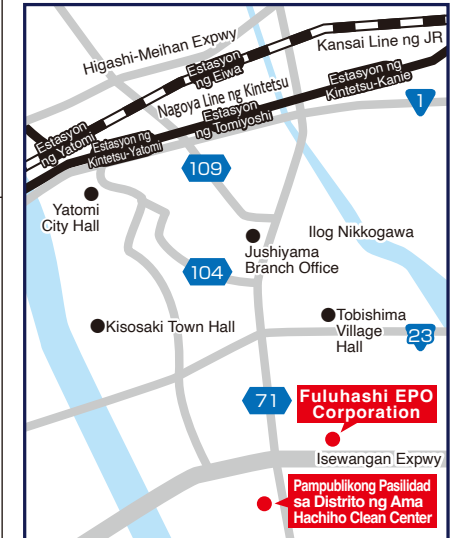 Higashi-Meihan Expwy
Kansai Line ng JR
Estasyon
ng Eiwa
Nagoya Line ng Kintetsu
Estasyon ng
Kintetsu-Kanie
1
Estasyon
ng Yatomi
Estasyon ng
Kintetsu-Yatomi
Estasyon
ng Tomiyoshi
109
Yatomi
City Hall
Ilog Nikkogawa
Jushiyama
Branch Office
104
Kisosaki Town Hall
Tobishima
Village
Hall
23
71
Fuluhashi EPO
Corporation
Isewangan Expwy
Pampublikong Pasilidad
sa Distrito ng Ama
Hachiho Clean Center